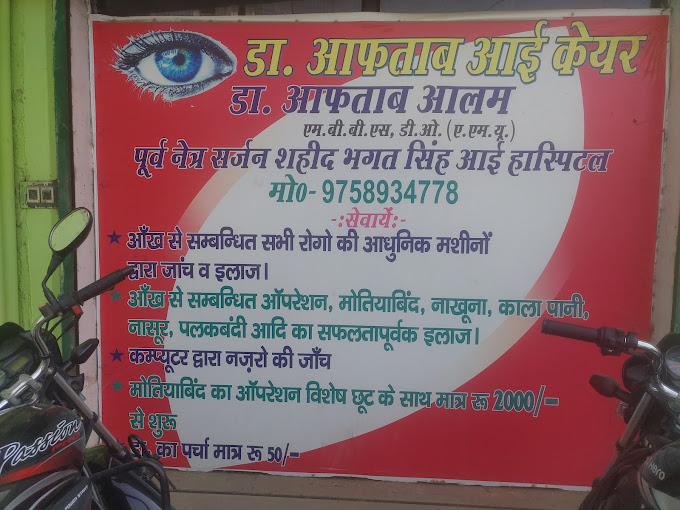 डा. आफताब आई केयर
डा. आफताब आलम
एम.बी.बी.एस, डी.ओ. (ए.एम.यू.)
पूर्व नेत्र सर्जन शहीद भगत सिंह आई हास्पिटल
मो0- 9758934778
-:सेवायें:-
आँख से सम्बन्धित सभी रोगो की आधुनिक मशीनों
द्वारा जांच व इलाज।
आँख से सम्बन्धित ऑपरेशन, मोतियाबिंद, नाखूना, काला पानी,
नासूर, पलकबंदी आदि का सफलतापूर्वक इलाज।
कम्प्यूटर द्वारा नज़रो की जाँच
मोतियाबिंद का ऑपरेशन विशेष छूट के साथ मात्र रू 2000/-
से शुरू
डा. का पर्चा मात्र रू 50/-
Passion
Hero